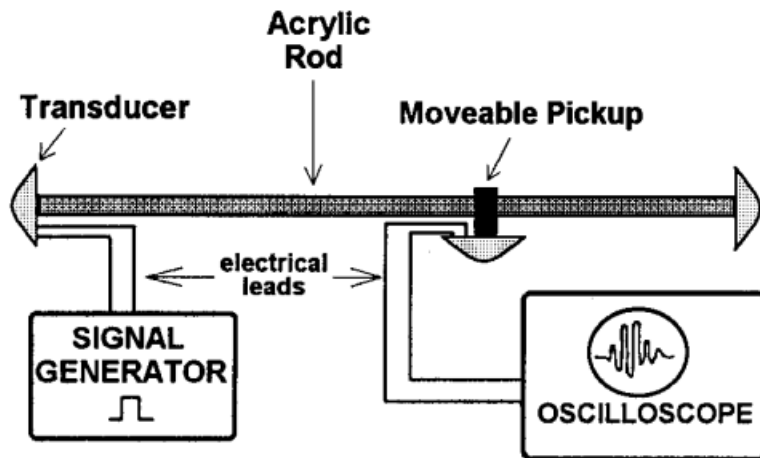 Acrylic
Rod
Transducer
Moveable Pickup
electrical
leads
SIGNAL
GENERATOR
OSCILLOSCOPE